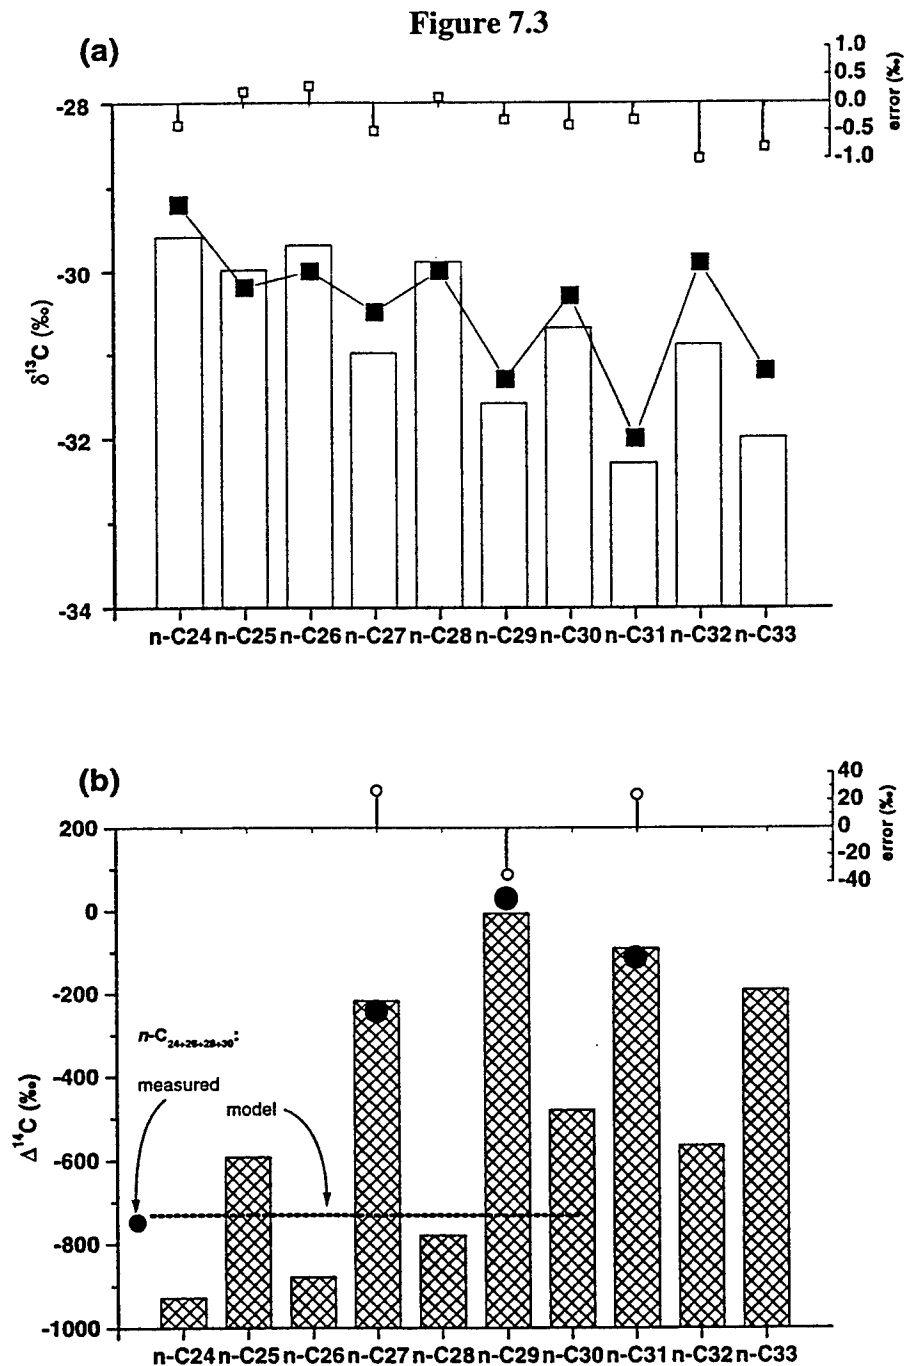 Figure 7.3
(a)
1.0
0.5
0.0
-0.5
-1.0
error (‰)
-28
-30
-32
-34
δ¹³C (‰)
n-C24 n-C25 n-C26 n-C27 n-C28 n-C29 n-C30 n-C31 n-C32 n-C33
(b)
40
20
0
-20
-40
error (‰)
200
0
-200
-400
-600
-800
-1000
Δ¹⁴C (‰)
n-C₂₄₊₂₆₊₂₈₊₃₀:
measured
model
n-C24 n-C25 n-C26 n-C27 n-C28 n-C29 n-C30 n-C31 n-C32 n-C33